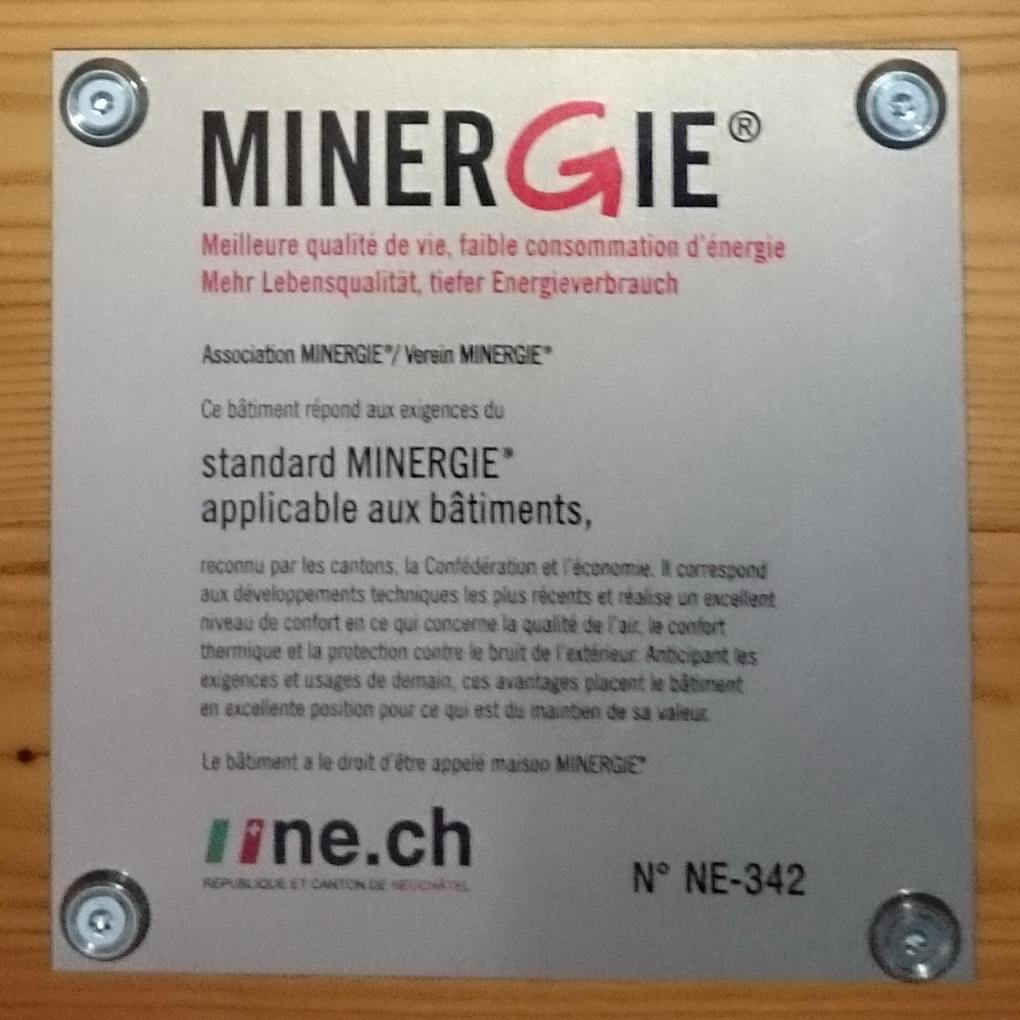 MINERGIE®
Meilleure qualité de vie, faible consommation d'énergie
Mehr Lebensqualität, tiefer Energieverbrauch
Association MINERGIE®/ Verein MINERGIE®
Ce bâtiment répond aux exigences du
standard MINERGIE®
applicable aux bâtiments,
reconnu par les cantons, la Confédération et l'économie. Il correspond
aux développements techniques les plus récents et réalise un excellent
niveau de confort en ce qui concerne la qualité de l'air, le confort
thermique et la protection contre le bruit de l'extérieur. Anticipant les
exigences et usages de demain, ces avantages placent le bâtiment
en excellente position pour ce qui est du maintien de sa valeur.
Le bâtiment a le droit d'être appelé maison MINERGIE®.
ne.ch
RÉPUBLIQUE ET CANTON DE NEUCHÂTEL
N° NE-342